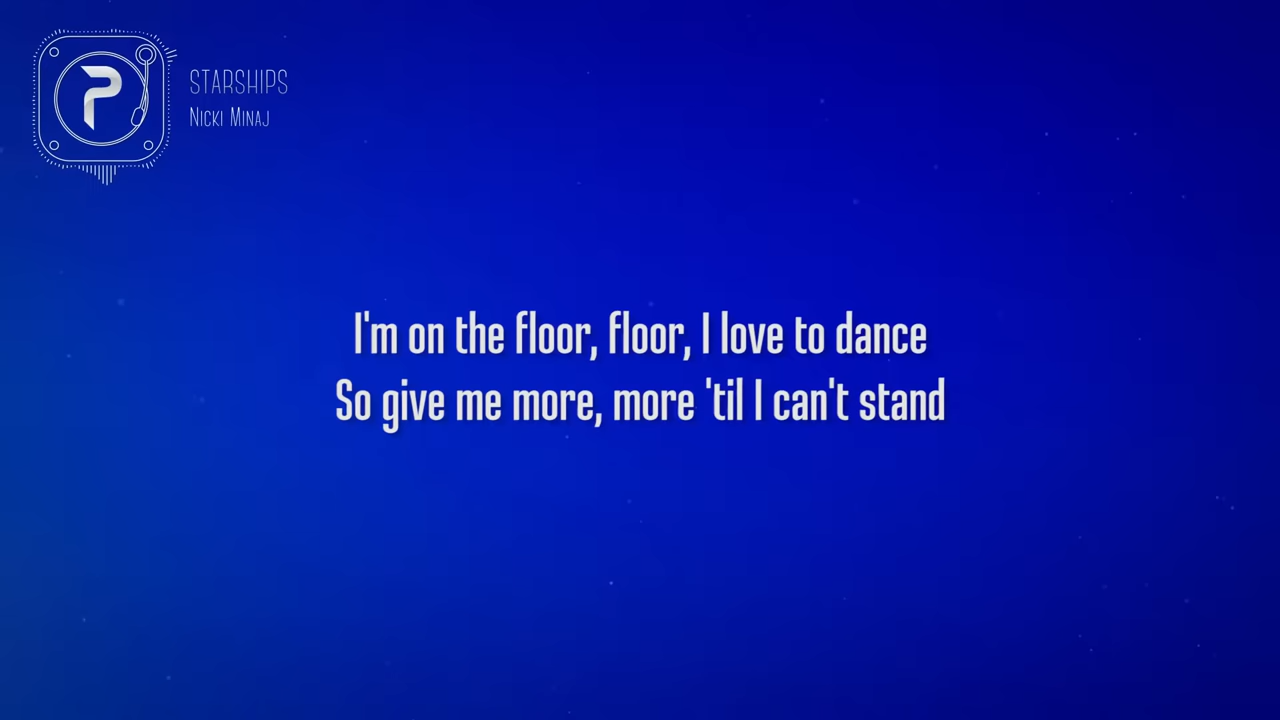 STARSHIPS
NICKI MINAJ
I'm on the floor, floor, I love to dance
So give me more, more 'til I can't stand